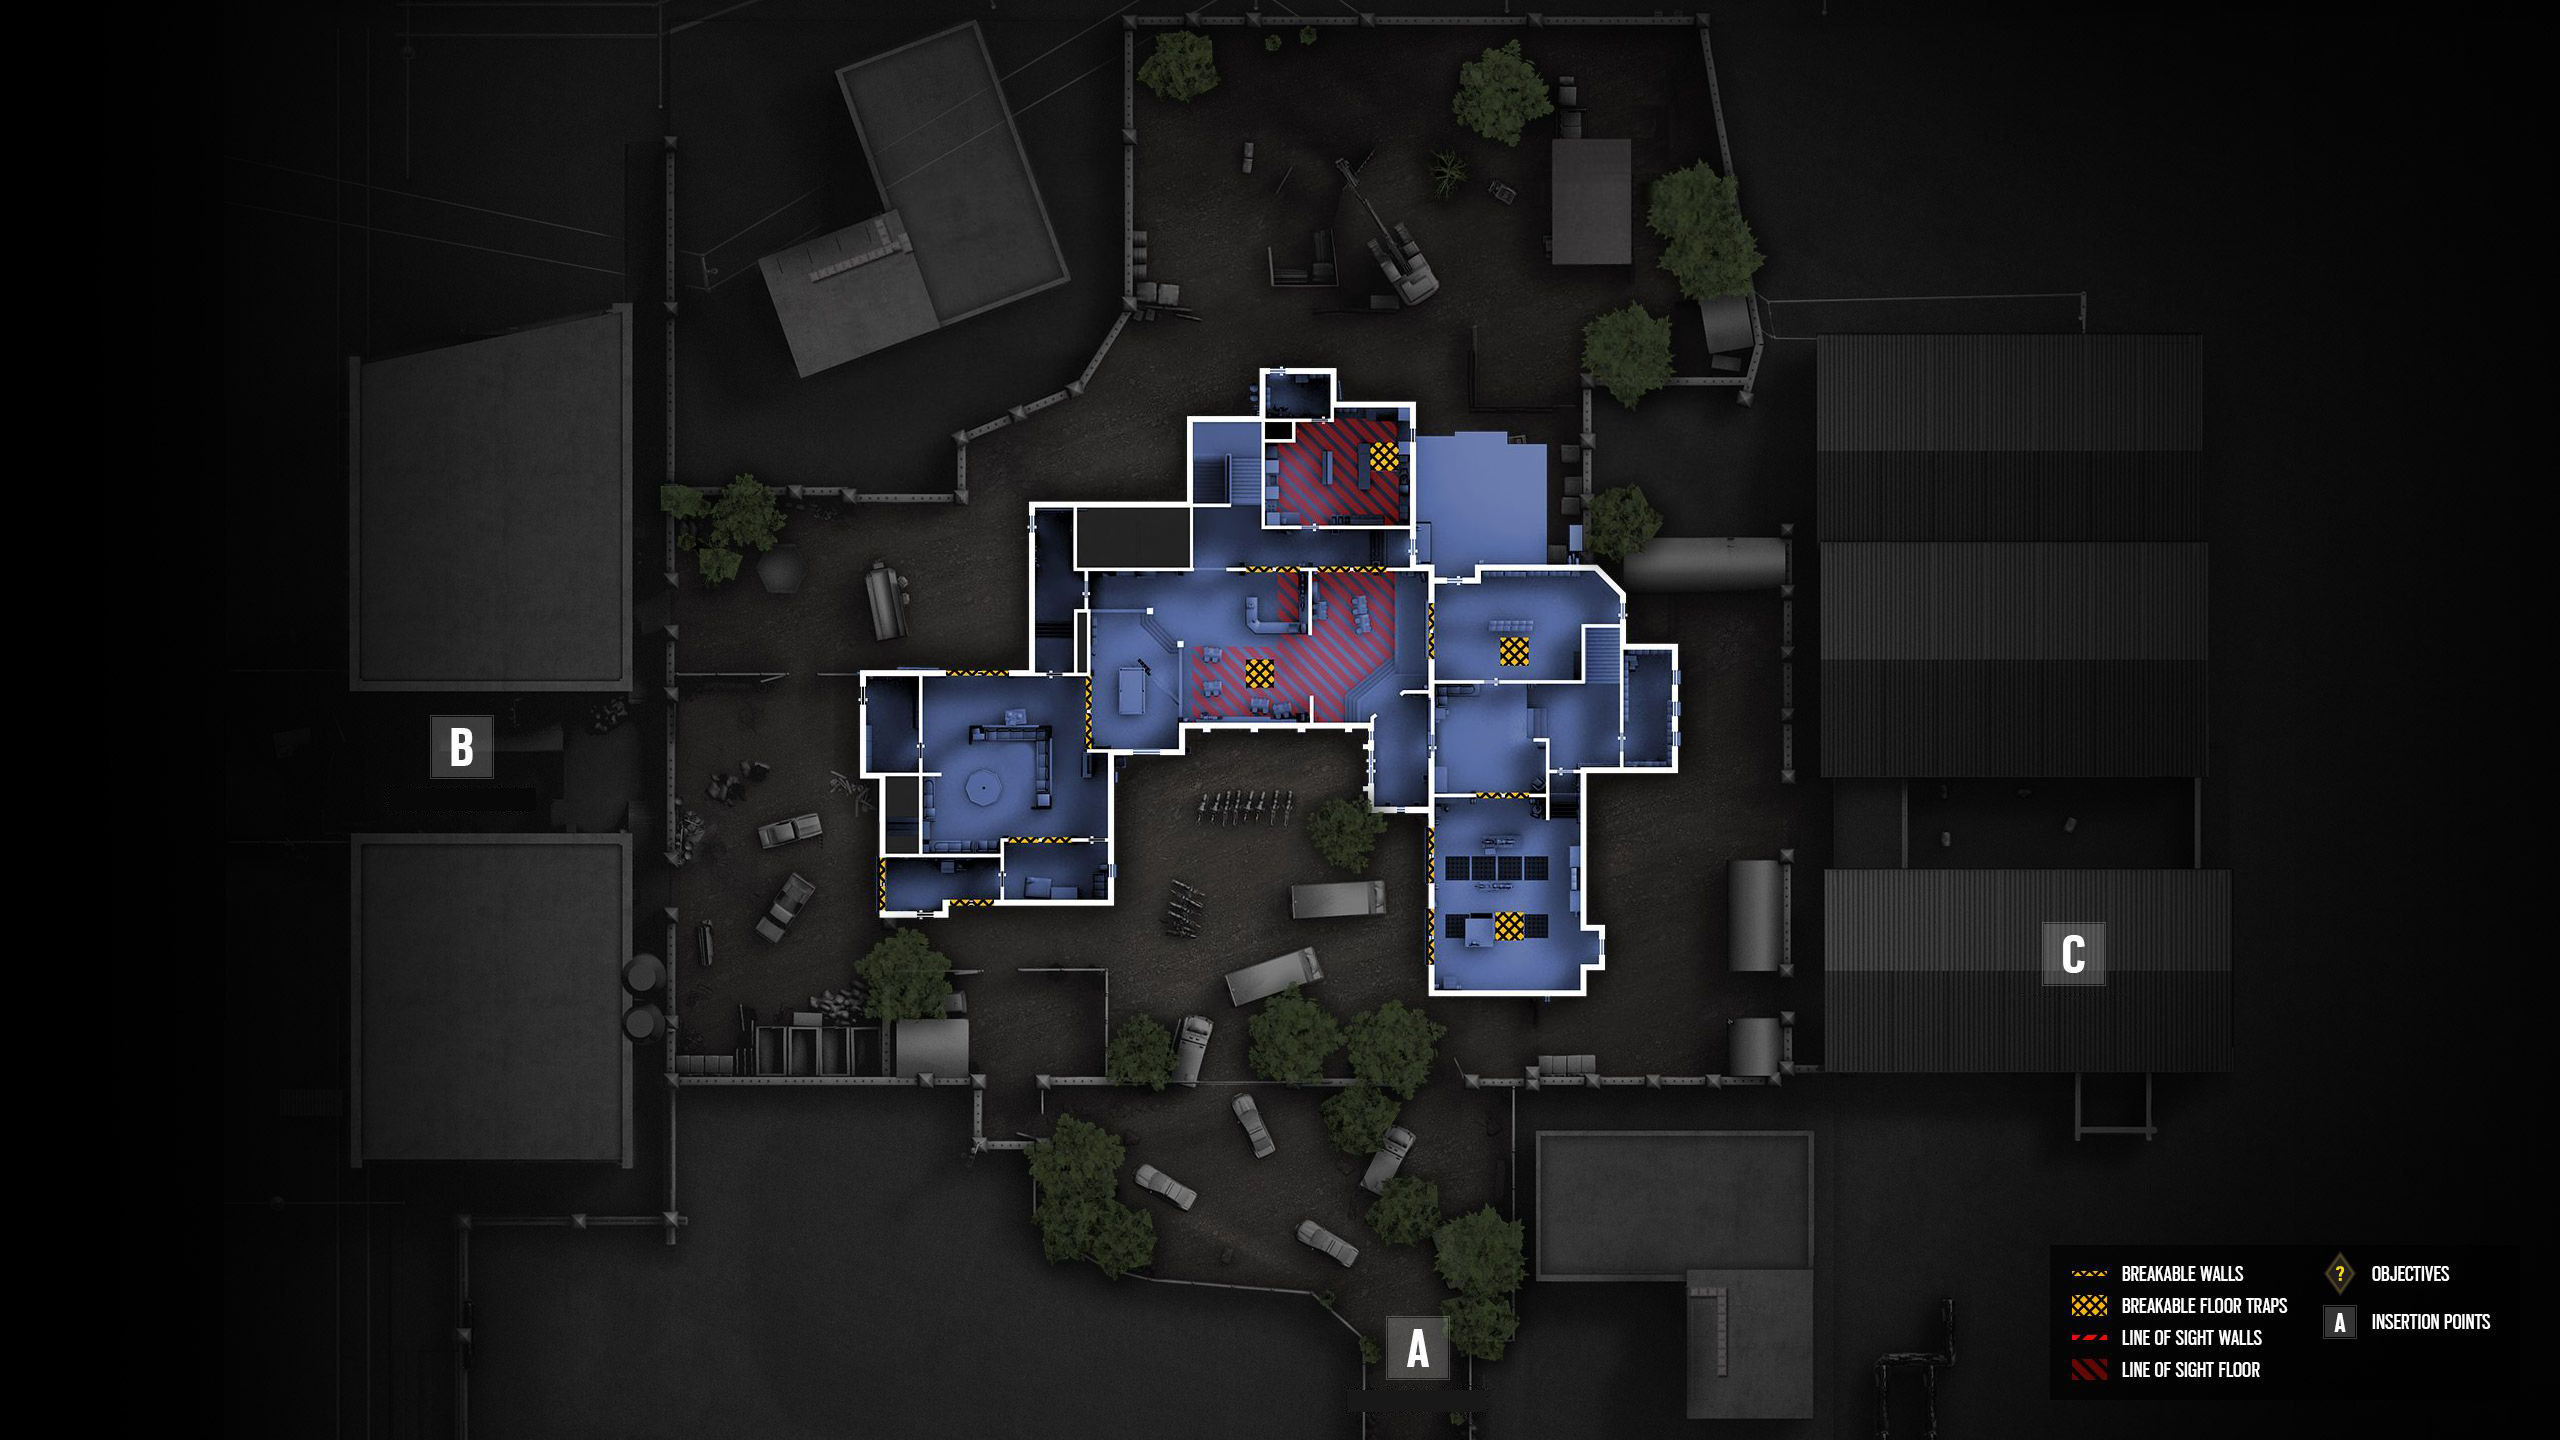 B
C
A
BREAKABLE WALLS
BREAKABLE FLOOR TRAPS
LINE OF SIGHT WALLS
LINE OF SIGHT FLOOR
? OBJECTIVES
A INSERTION POINTS